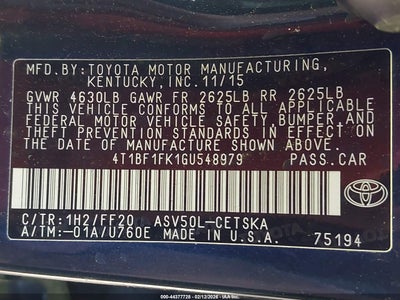 MFD.BY:TOYOTA MOTOR MANUFACTURING,
KENTUCKY,INC.11/15
GVWR 4630LB GAWR FR 2625LB RR 2625LB
THIS VEHICLE CONFORMS TO ALL APPLICABLE
FEDERAL MOTOR VEHICLE SAFETY, BUMPER, AND
THEFT PREVENTION STANDARDS IN EFFECT
ON THE DATE OF MANUFACTURE SHOWN ABOVE.
4T1BF1FK1GU548979 PASS.CAR
C/TR:1H2/FF20 ASV50L-CETSKA
A/TM:-01A/U760E MADE IN U.S.A. 75194
TOYOTA
000-44377728 - 02/12/2026 - IAA Inc.